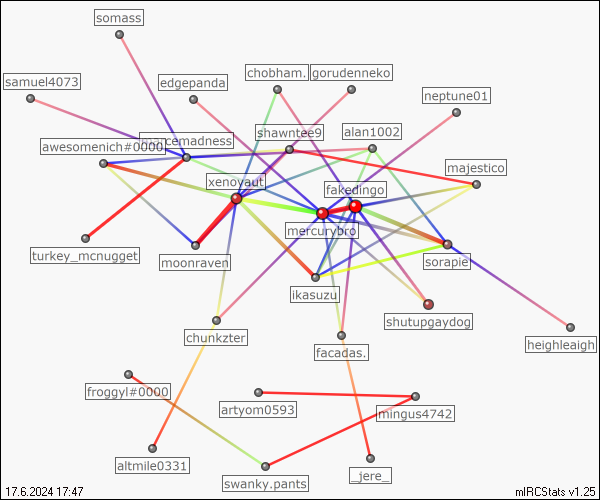 somass
samuel4073
edgepanda
chobham.
gorudenneko
neptune01
awesomenich#0000
shawntee9
alan1002
majestico
xenoyaut
fakedingo
mercurybro
turkey_mcnugget
moonraven
sorapie
ikasuzu
shutupgaydog
chunkzter
facadas.
heighleaigh
froggyl#0000
artyom0593
mingus4742
altmile0331
swanky.pants
_jere_
17.6.2024 17:47
mIRCStats v1.25